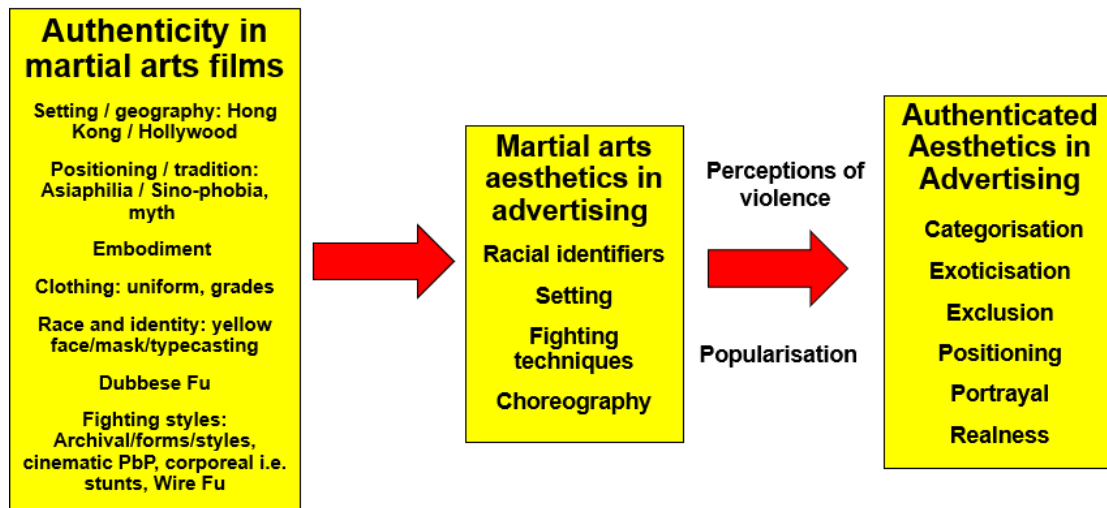 Authenticity in
martial arts films
Setting / geography: Hong
Kong / Hollywood
Positioning / tradition:
Asiaphilia / Sino-phobia,
myth
Embodiment
Clothing: uniform, grades
Race and identity: yellow
face/mask/typecasting
Dubbese Fu
Fighting styles:
Archival/forms/styles,
cinematic PbP, corporeal i.e.
stunts, Wire Fu
Martial arts
aesthetics in
advertising
Racial identifiers
Setting
Fighting
techniques
Choreography
Perceptions of
violence
Popularisation
Authenticated
Aesthetics in
Advertising
Categorisation
Exoticisation
Exclusion
Positioning
Portrayal
Realness